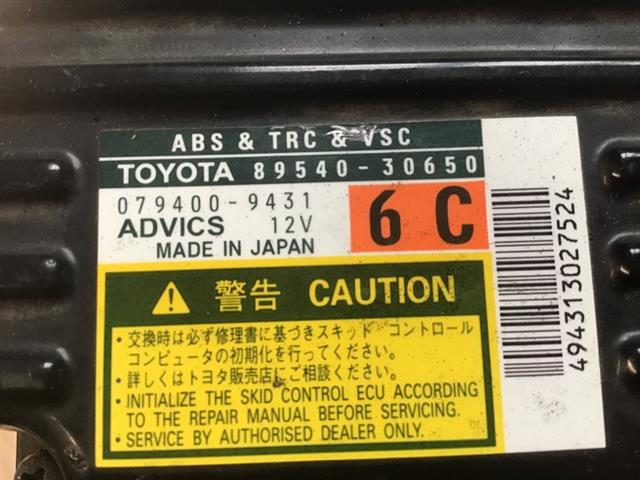 ABS & TRC & VSC
TOYOTA 89540-30650
079400-9431
ADVICS 12V
MADE IN JAPAN
6 C
⚠ 警告 CAUTION
・交換時は必ず修理書に基づきスキッド コントロール
コンピュータの初期化を行ってください。
・詳しくはトヨタ販売店にご相談ください。
・INITIALIZE THE SKID CONTROL ECU ACCORDING
TO THE REPAIR MANUAL BEFORE SERVICING.
・SERVICE BY AUTHORISED DEALER ONLY.
494313027524